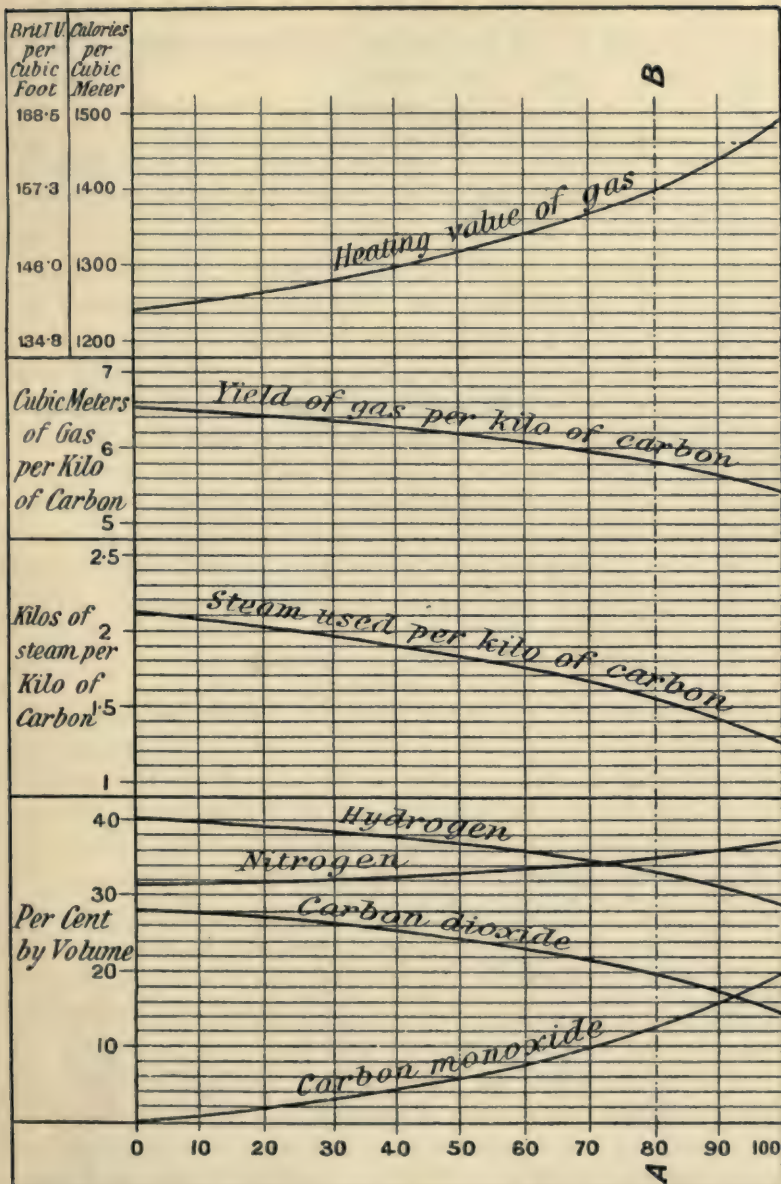 Brit.T.U.
per
Cubic
Foot
Calories
per
Cubic
Meter
B
188·5 1500
157·3 1400
Heating value of gas
146·0 1300
134·8 1200
7
Yield of gas per kilo of carbon
Cubic Meters
of Gas
per Kilo
of Carbon
6
5
2·5
Steam used per kilo of carbon
Kilos of
steam per
Kilo of
Carbon
2
1·5
1
40
Hydrogen
Nitrogen
30
Carbon dioxide
Per Cent
by Volume
20
10
Carbon monoxide
0 10 20 30 40 50 60 70 80 90 100
A